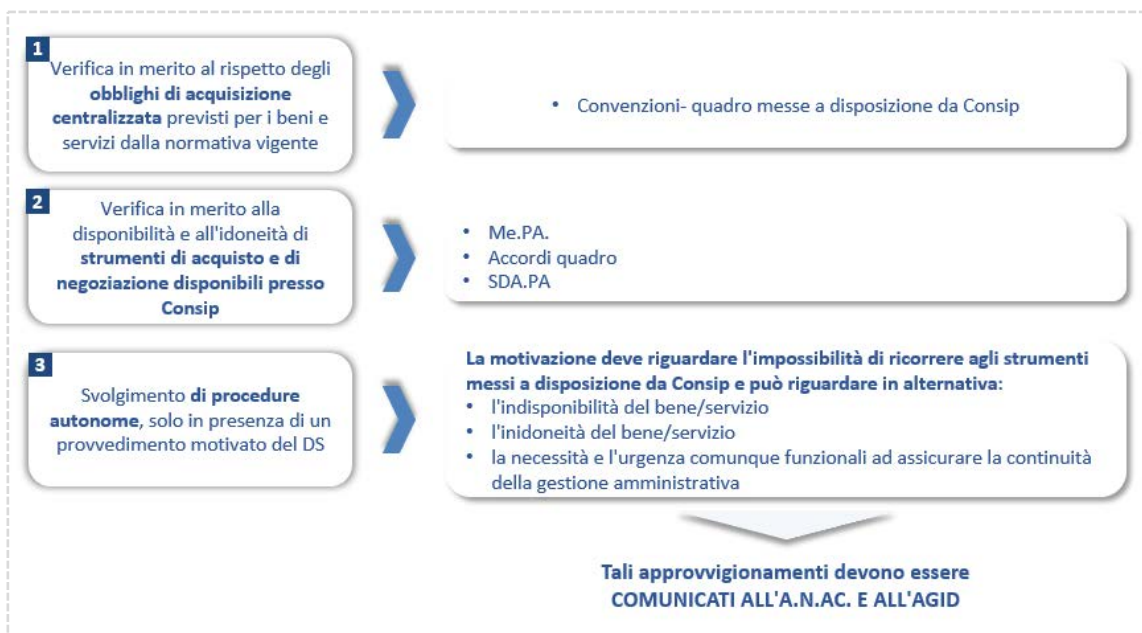 1
Verifica in merito al rispetto degli
obblighi di acquisizione
centralizzata previsti per i beni e
servizi dalla normativa vigente
• Convenzioni- quadro messe a disposizione da Consip
2
Verifica in merito alla
disponibilità e all'idoneità di
strumenti di acquisto e di
negoziazione disponibili presso
Consip
• Me.PA.
• Accordi quadro
• SDA.PA
3
Svolgimento di procedure
autonome, solo in presenza di un
provvedimento motivato del DS
La motivazione deve riguardare l'impossibilità di ricorrere agli strumenti
messi a disposizione da Consip e può riguardare in alternativa:
• l'indisponibilità del bene/servizio
• l'inidoneità del bene/servizio
• la necessità e l'urgenza comunque funzionali ad assicurare la continuità
della gestione amministrativa
Tali approvvigionamenti devono essere
COMUNICATI ALL'A.N.AC. E ALL'AGID